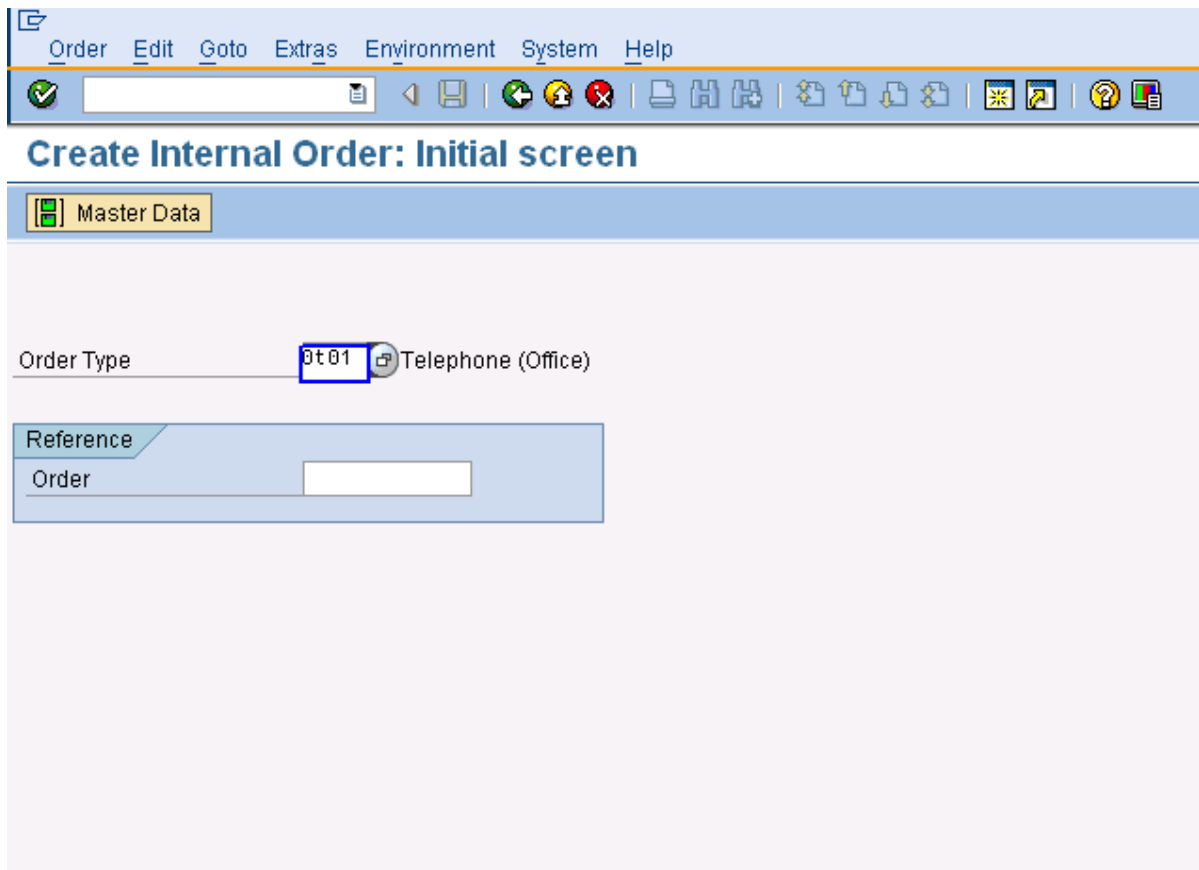 Order Edit Goto Extras Environment System Help
Create Internal Order: Initial screen
Master Data
Order Type 0t01 Telephone (Office)
Reference
Order